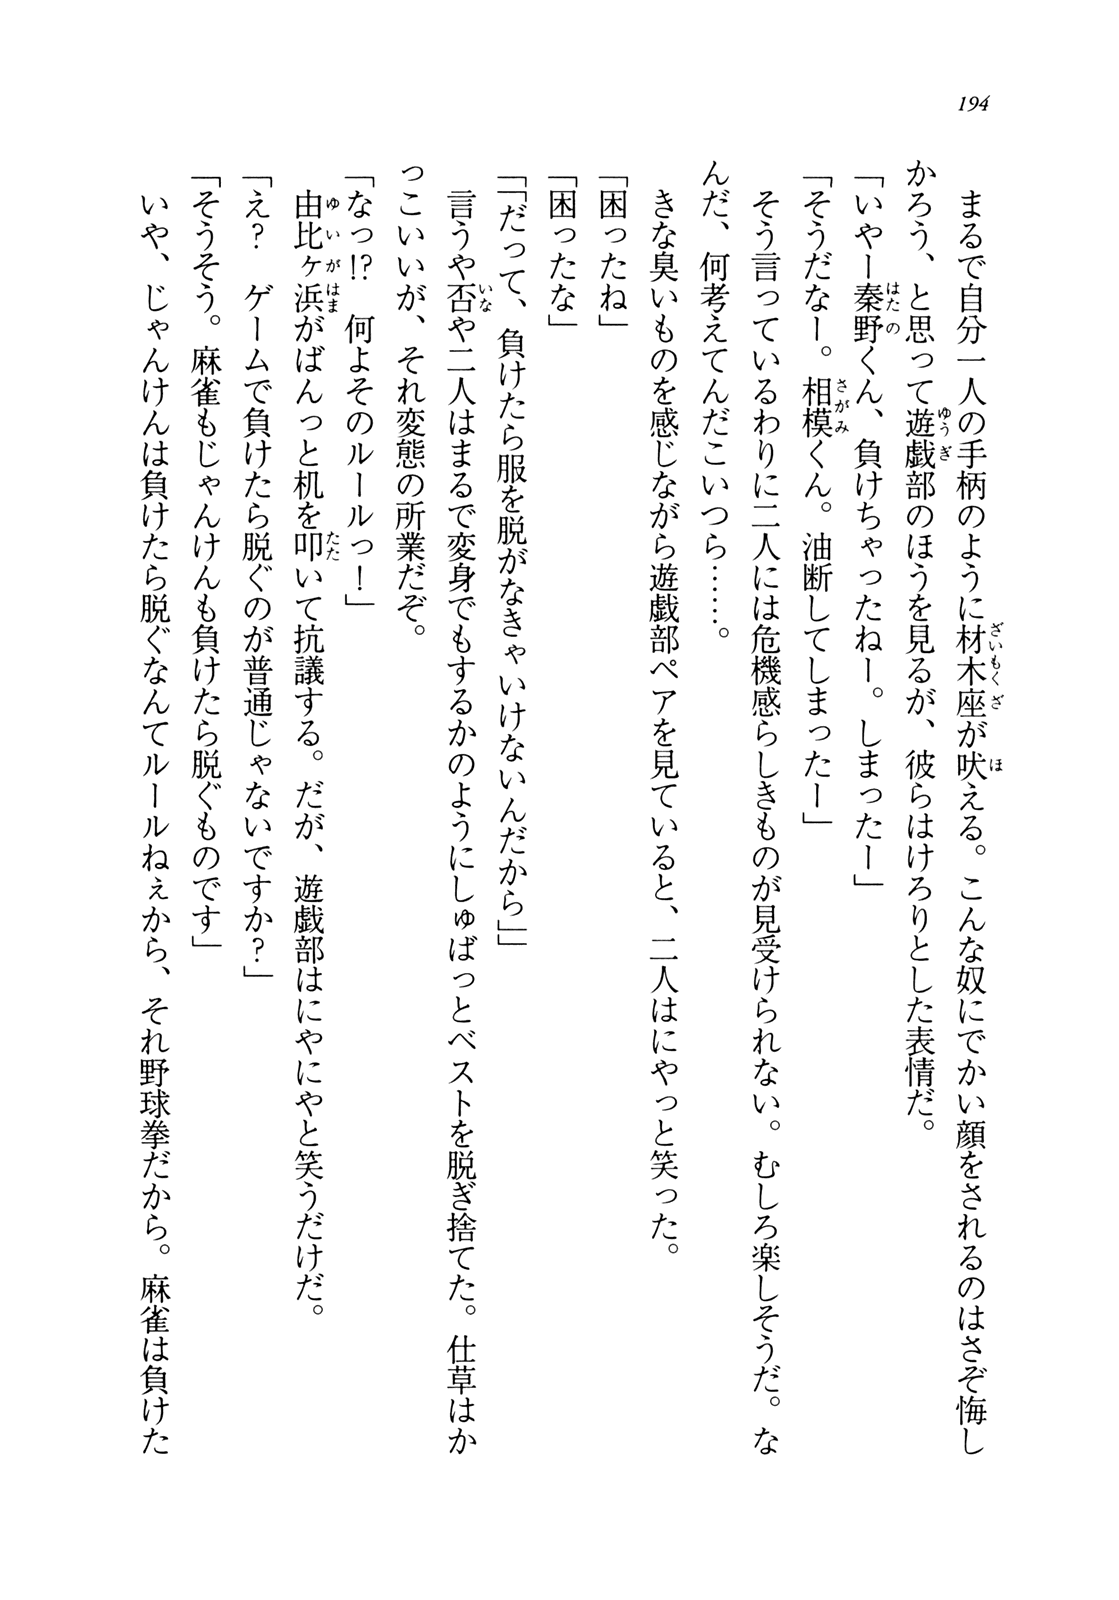 194
まるで自分一人の手柄のように材木座が吠える。こんな奴にでかい顔をされるのはさぞ悔し
かろう、と思って遊戯部のほうを見るが、彼らはけろりとした表情だ。
「いやー秦野くん、負けちゃったねー。しまったー」
「そうだなー。相模くん。油断してしまったー」
そう言っているわりに二人には危機感らしきものが見受けられない。むしろ楽しそうだ。な
んだ、何考えてんだこいつら……。
きな臭いものを感じながら遊戯部ペアを見ていると、二人はにやっと笑った。
「困ったね」
「困ったな」
「「だって、負けたら服を脱がなきゃいけないんだから」」
言うや否や二人はまるで変身でもするかのようにしゅばっとベストを脱ぎ捨てた。仕草はか
っこいいが、それ変態の所業だぞ。
「なっ!?　何よそのルールっ！」
由比ヶ浜がばんっと机を叩いて抗議する。だが、遊戯部はにやにやと笑うだけだ。
「え？　ゲームで負けたら脱ぐのが普通じゃないですか？」
「そうそう。麻雀もじゃんけんも負けたら脱ぐものです」
いや、じゃんけんは負けたら脱ぐなんてルールねぇから、それ野球拳だから。麻雀は負けた